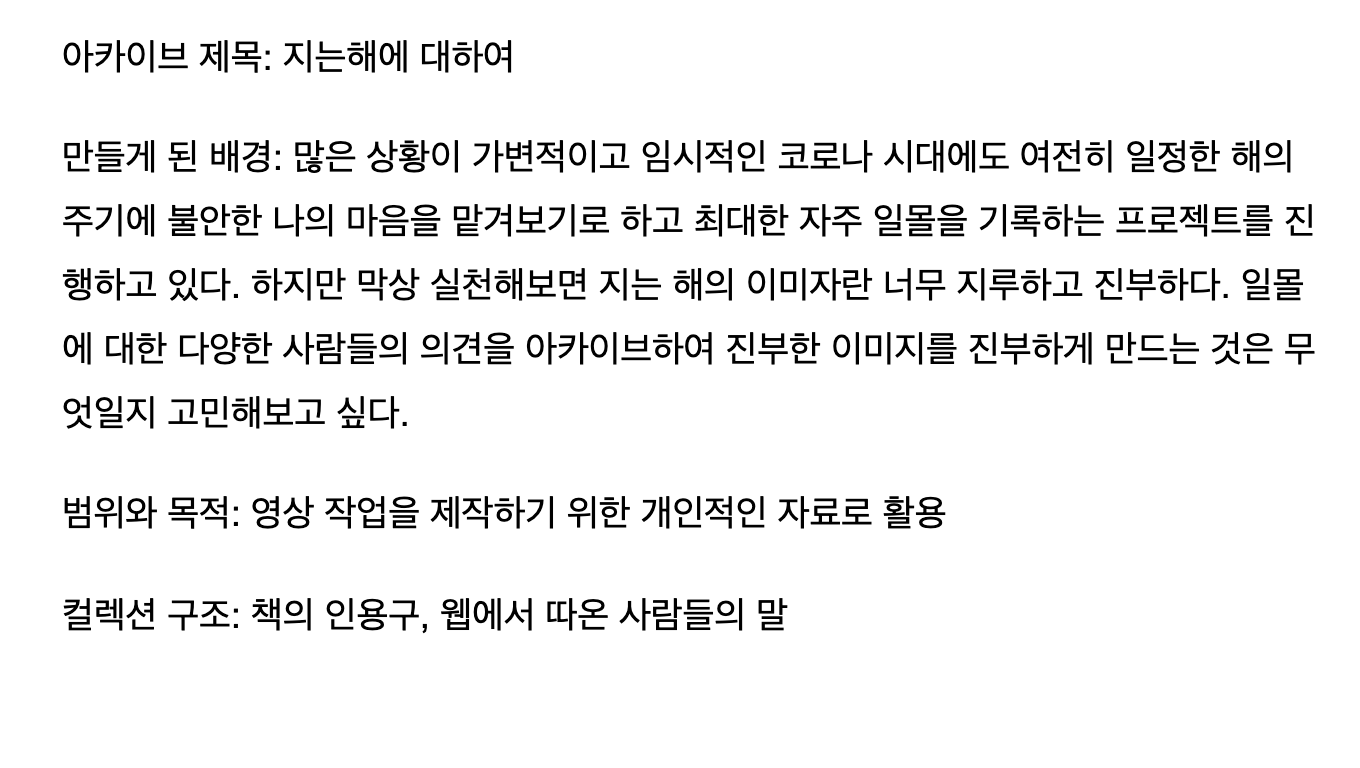 아카이브 제목: 지는해에 대하여
만들게 된 배경: 많은 상황이 가변적이고 임시적인 코로나 시대에도 여전히 일정한 해의
주기에 불안한 나의 마음을 맡겨보기로 하고 최대한 자주 일몰을 기록하는 프로젝트를 진
행하고 있다. 하지만 막상 실천해보면 지는 해의 이미자란 너무 지루하고 진부하다. 일몰
에 대한 다양한 사람들의 의견을 아카이브하여 진부한 이미지를 진부하게 만드는 것은 무
엇일지 고민해보고 싶다.
범위와 목적: 영상 작업을 제작하기 위한 개인적인 자료로 활용
컬렉션 구조: 책의 인용구, 웹에서 따온 사람들의 말